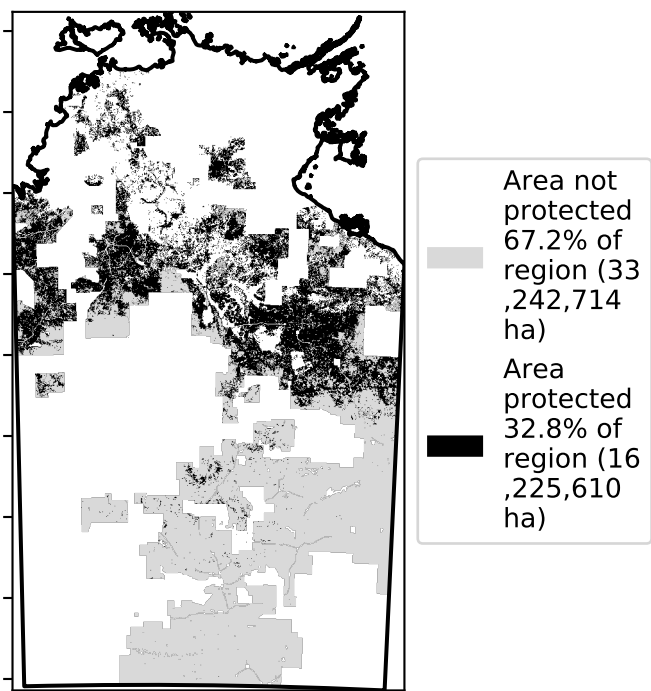 Area not
protected
67.2% of
region (33
,242,714
ha)
Area
protected
32.8% of
region (16
,225,610
ha)